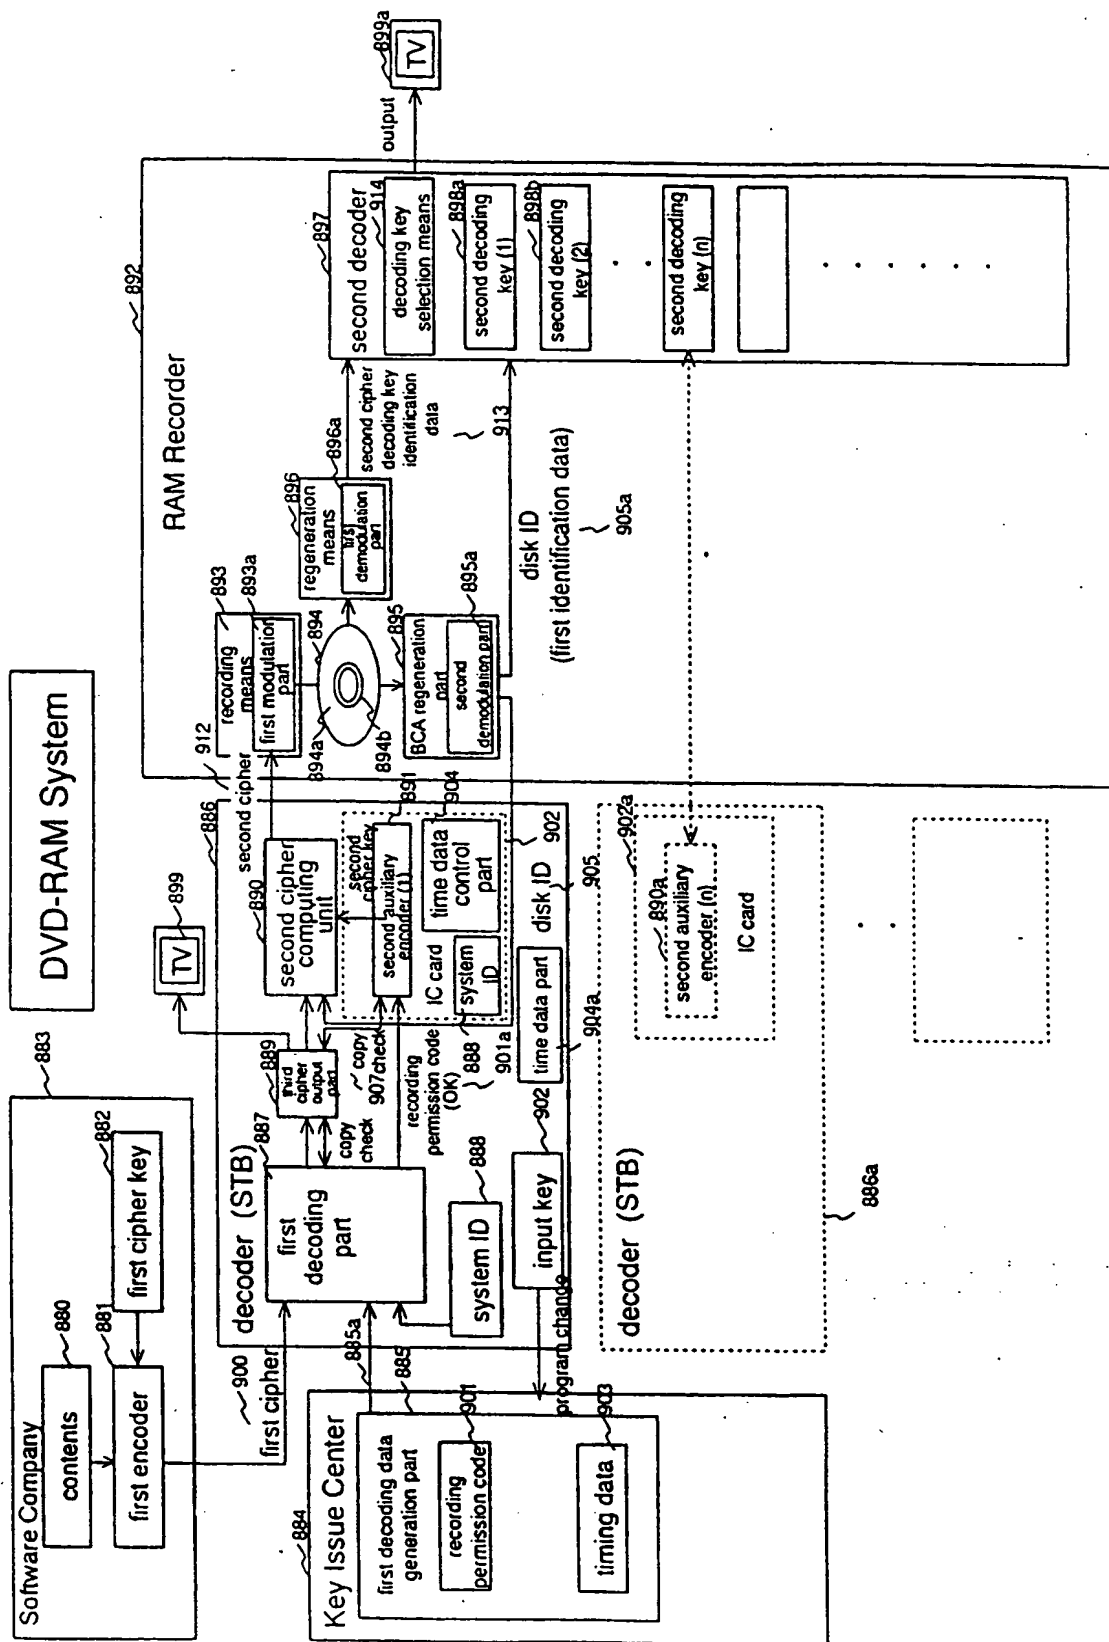 DVD-RAM System
Software Company
883
contents
880
first encoder
881
first cipher key
882
900
first cipher
Key Issue Center
884
first decoding data
generation part
885a
885
recording
permission code
901
timing data
903
program change
decoder (STB)
886
first
decoding
part
887
system ID
888
input key
902
copy
check
third
cipher
output
part
889
TV
899
907
copy
check
recording
permission code
(OK)
901a
second cipher
computing
unit
890
second cipher
912
second
cipher key
second
auxiliary
encoder (1)
891
IC card
system
ID
888
time data
control
part
904
902
time data part
904a
disk ID
905
decoder (STB)
886a
890a
second auxiliary
encoder (n)
IC card
902a
RAM Recorder
892
recording
means
893
first modulation
part
893a
894
894a
894b
BCA regeneration
part
895
second
demodulation part
895a
regeneration
means
896
first
demodulation
part
896a
second cipher
decoding key
identification
data
913
disk ID
(first identification data)
905a
second decoder
897
decoding key
selection means
914
second decoding
key (1)
898a
second decoding
key (2)
898b
second decoding
key (n)
output
TV
899a